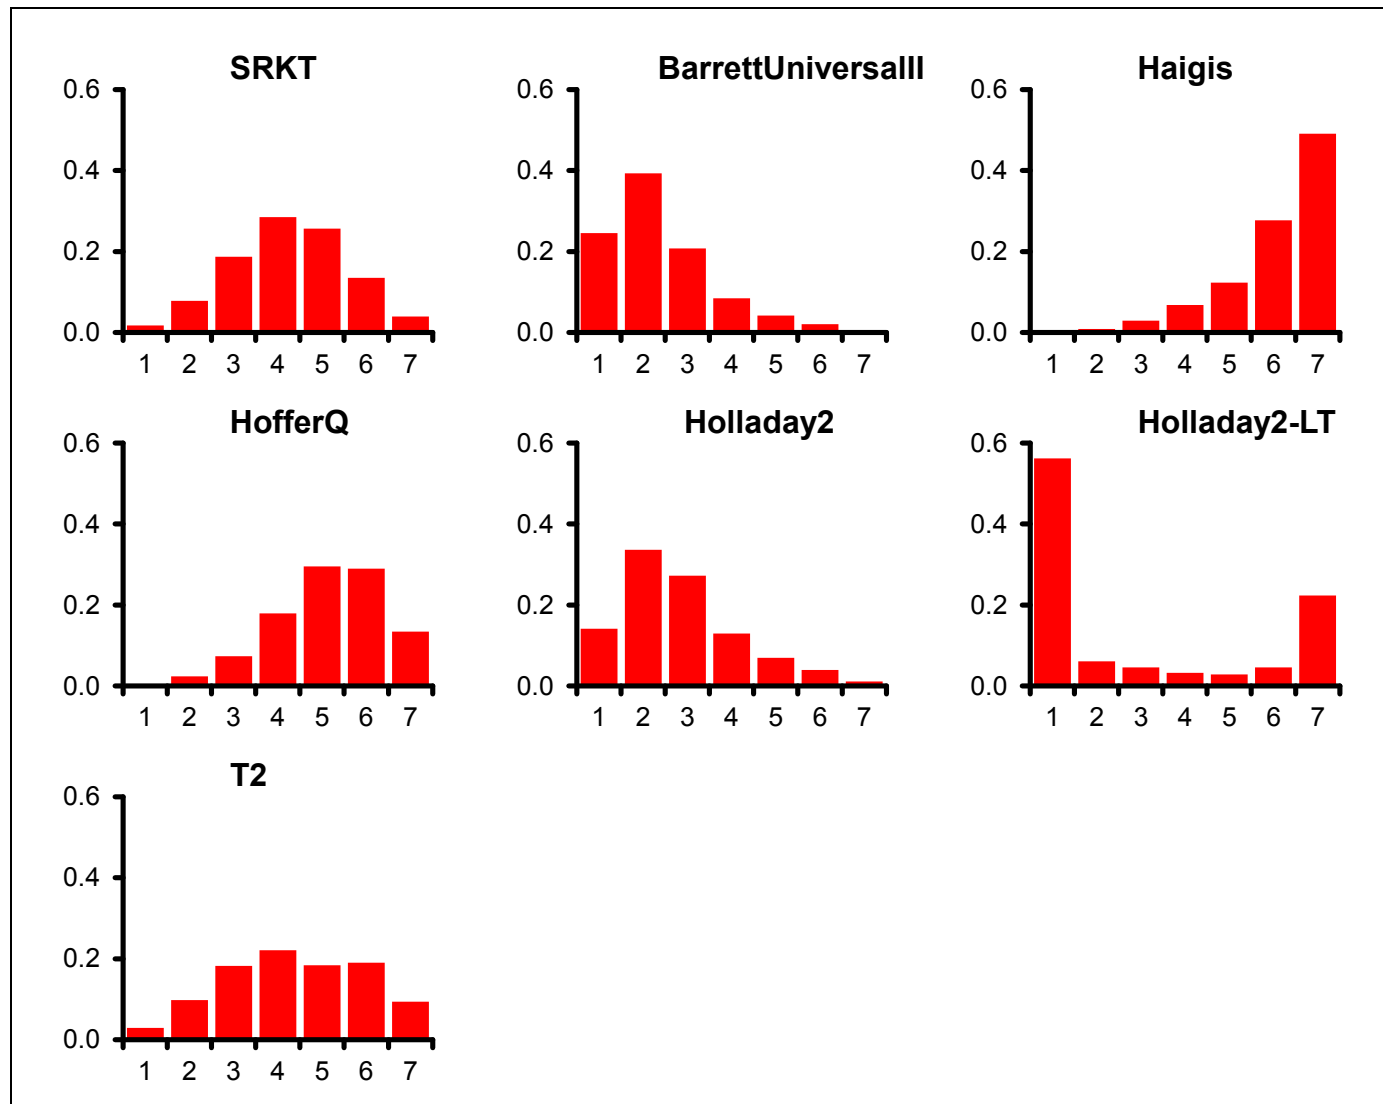 SRKT BarrettUniversalII Haigis
0.6 0.6 0.6
0.4 0.4 0.4
0.2 0.2 0.2
0.0 0.0 0.0
1 2 3 4 5 6 7 1 2 3 4 5 6 7 1 2 3 4 5 6 7
HofferQ Holladay2 Holladay2-LT
0.6 0.6 0.6
0.4 0.4 0.4
0.2 0.2 0.2
0.0 0.0 0.0
1 2 3 4 5 6 7 1 2 3 4 5 6 7 1 2 3 4 5 6 7
T2
0.6
0.4
0.2
0.0
1 2 3 4 5 6 7